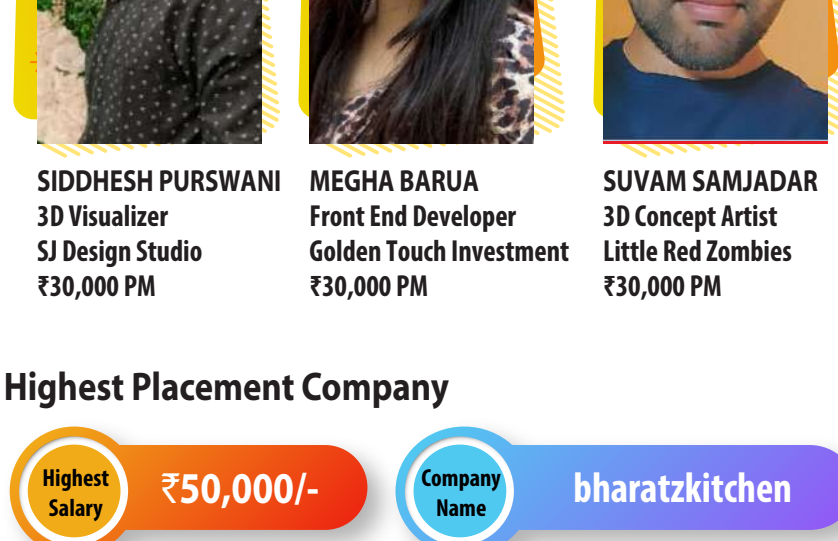 SIDDHESH PURSWANI
3D Visualizer
SJ Design Studio
₹30,000 PM
MEGHA BARUA
Front End Developer
Golden Touch Investment
₹30,000 PM
SUVAM SAMJADAR
3D Concept Artist
Little Red Zombies
₹30,000 PM
Highest Placement Company
Highest
Salary
₹50,000/-
Company
Name
bharatzkitchen